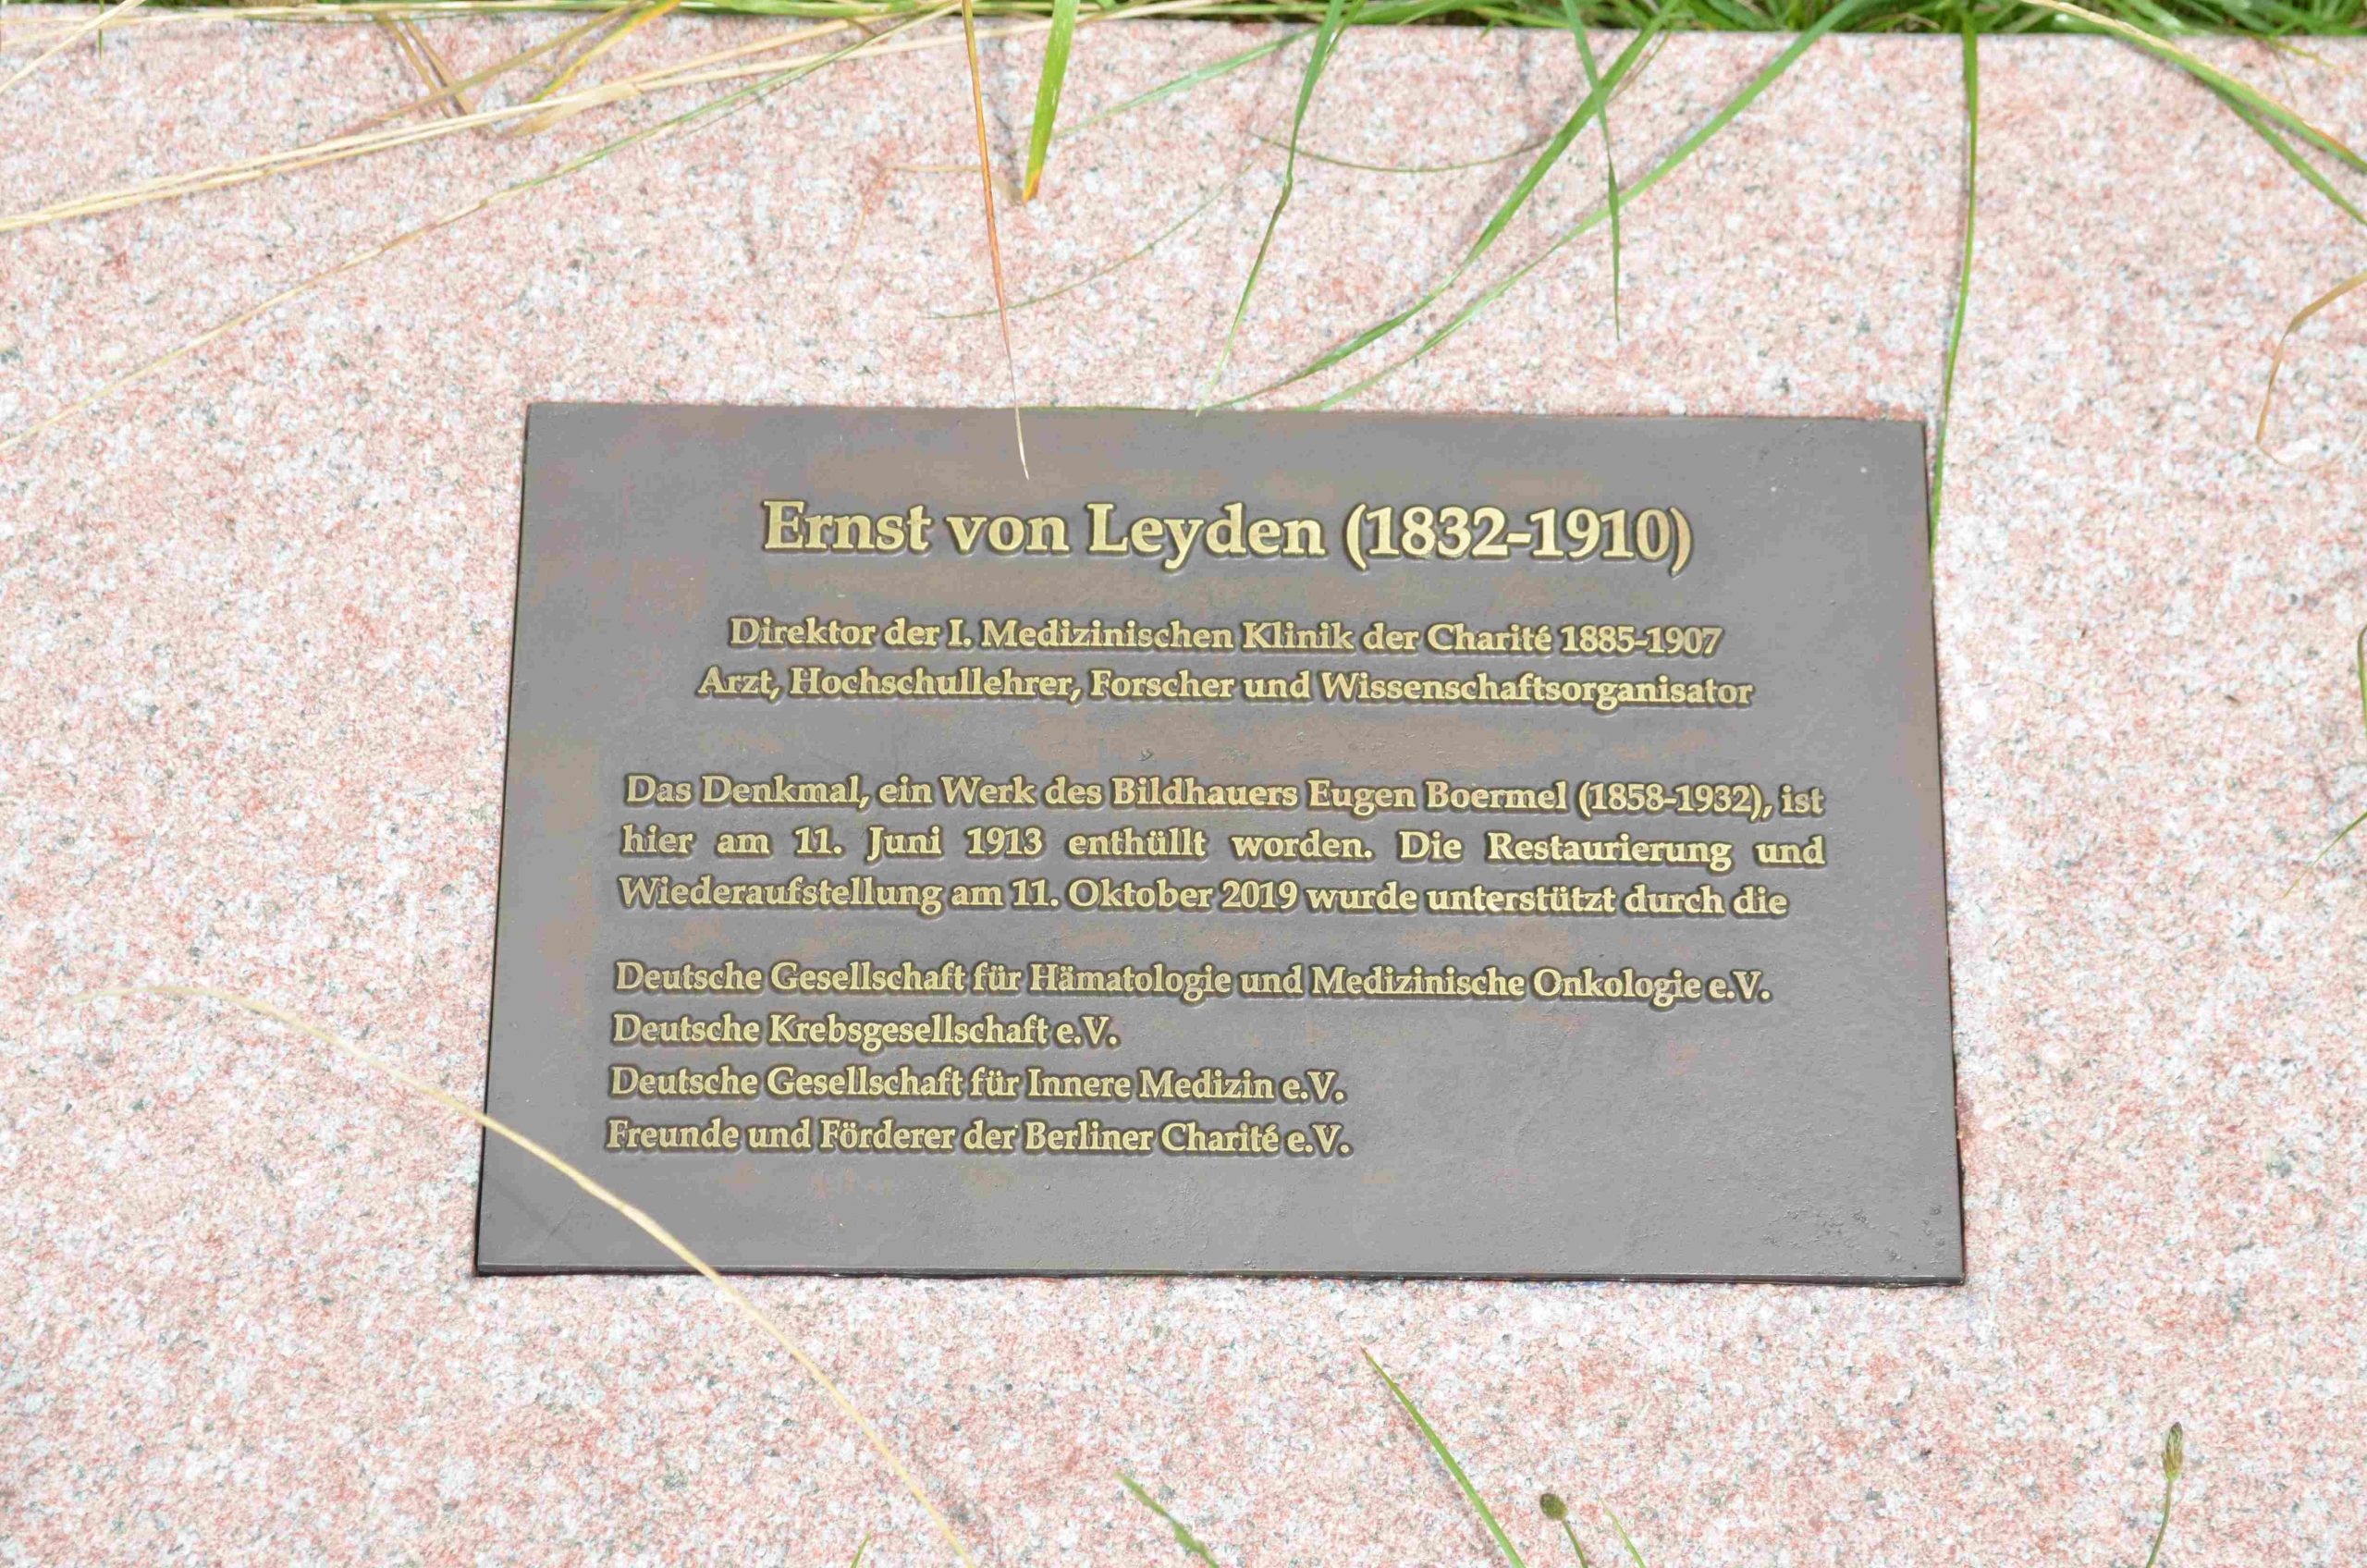 Ernst von Leyden (1832-1910)
Direktor der I. Medizinischen Klinik der Charité 1885-1907
Arzt, Hochschullehrer, Forscher und Wissenschaftsorganisator
Das Denkmal, ein Werk des Bildhauers Eugen Boermel (1858-1932), ist
hier am 11. Juni 1913 enthüllt worden. Die Restaurierung und
Wiederaufstellung am 11. Oktober 2019 wurde unterstützt durch die
Deutsche Gesellschaft für Hämatologie und Medizinische Onkologie e.V.
Deutsche Krebsgesellschaft e.V.
Deutsche Gesellschaft für Innere Medizin e.V.
Freunde und Förderer der Berliner Charité e.V.